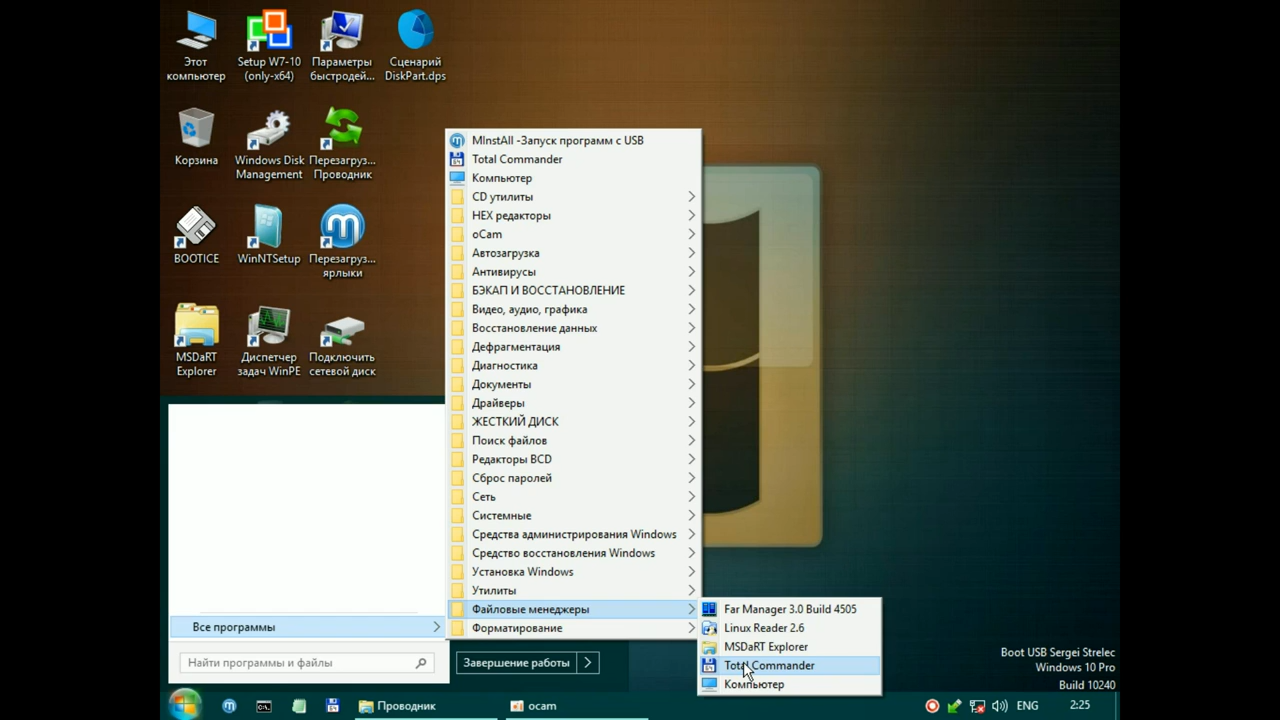 Этот
компьютер
Setup W7-10
(only-x64)
Параметры
быстродей...
Сценарий
DiskPart.dps
Корзина
Windows Disk
Management
Перезагруз...
Проводник
BOOTICE
WinNTSetup
Перезагруз...
ярлыки
MSDaRT
Explorer
Диспетчер
задач WinPE
Подключить
сетевой диск
MInstAll -Запуск программ с USB
Total Commander
Компьютер
CD утилиты
HEX редакторы
oCam
Автозагрузка
Антивирусы
БЭКАП И ВОССТАНОВЛЕНИЕ
Видео, аудио, графика
Восстановление данных
Дефрагментация
Диагностика
Документы
Драйверы
ЖЕСТКИЙ ДИСК
Поиск файлов
Редакторы BCD
Сброс паролей
Сеть
Системные
Средства администрирования Windows
Средство восстановления Windows
Установка Windows
Утилиты
Файловые менеджеры
Форматирование
Far Manager 3.0 Build 4505
Linux Reader 2.6
MSDaRT Explorer
Total Commander
Компьютер
Все программы
Найти программы и файлы
Завершение работы
Boot USB Sergei Strelec
Windows 10 Pro
Build 10240
Проводник
ocam
ENG
2:25